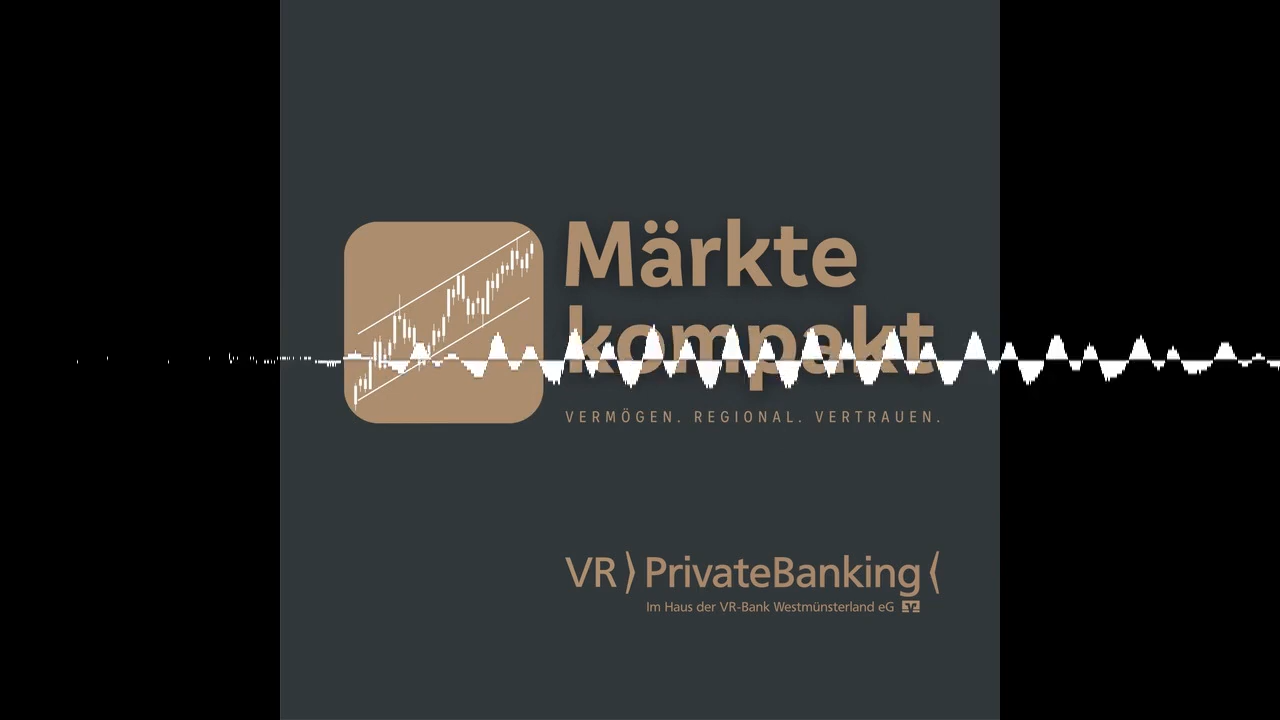 Märkte
kompakt
VERMÖGEN. REGIONAL. VERTRAUEN.
VR PrivateBanking
Im Haus der VR-Bank Westmünsterland eG